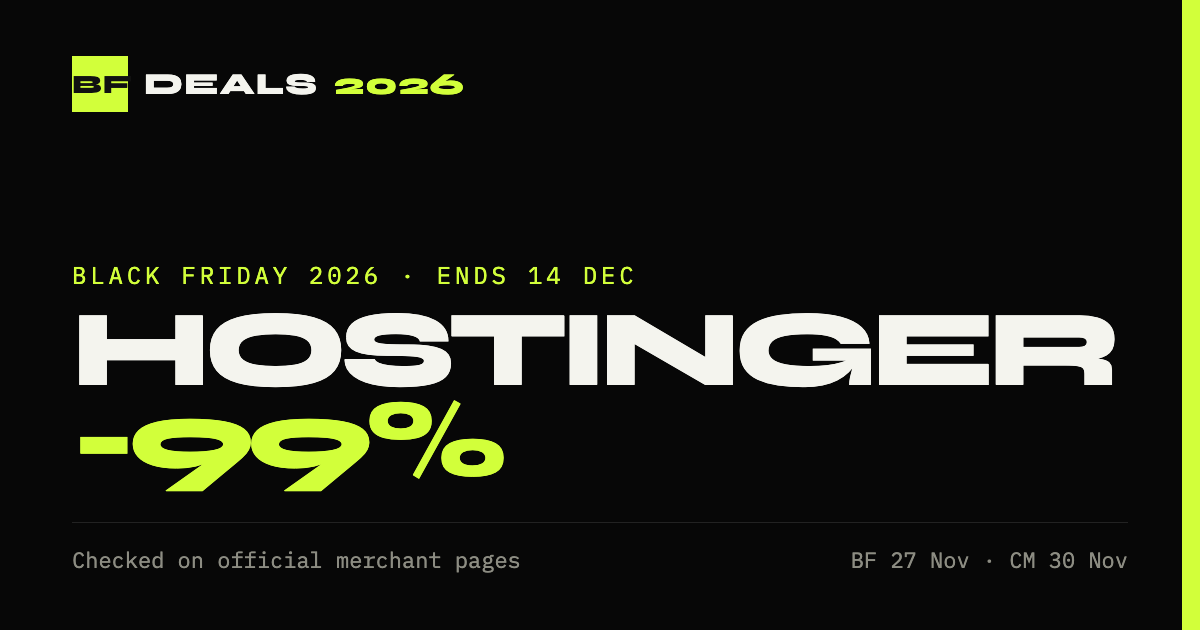 BF DEALS 2026
BLACK FRIDAY 2026 · ENDS 14 DEC
HOSTINGER
-99%
Checked on official merchant pages
BF 27 Nov · CM 30 Nov